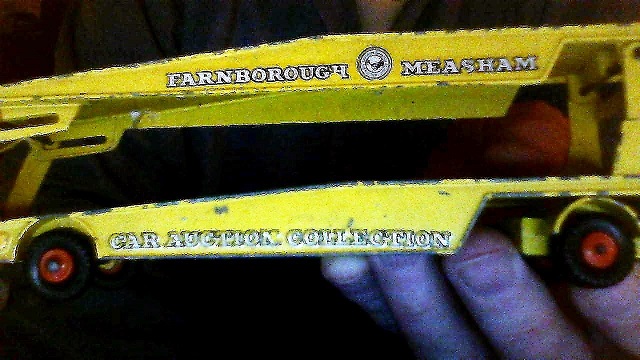 FARNBOROUGH MEASHAM
CAR AUCTION COLLECTION